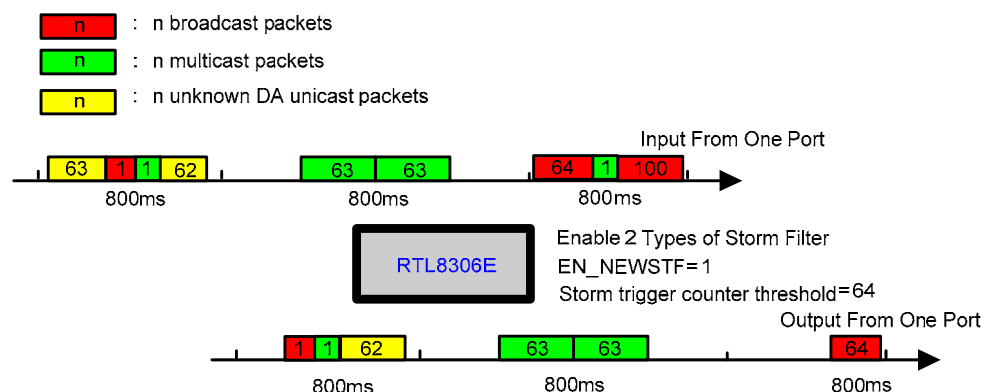 n : n broadcast packets
n : n multicast packets
n : n unknown DA unicast packets
Input From One Port
63 1 1 62 63 63 64 1 100
800ms 800ms 800ms
RTL8306E
Enable 2 Types of Storm Filter
EN_NEWSTF=1
Storm trigger counter threshold=64
Output From One Port
1 1 62 63 63 64
800ms 800ms 800ms